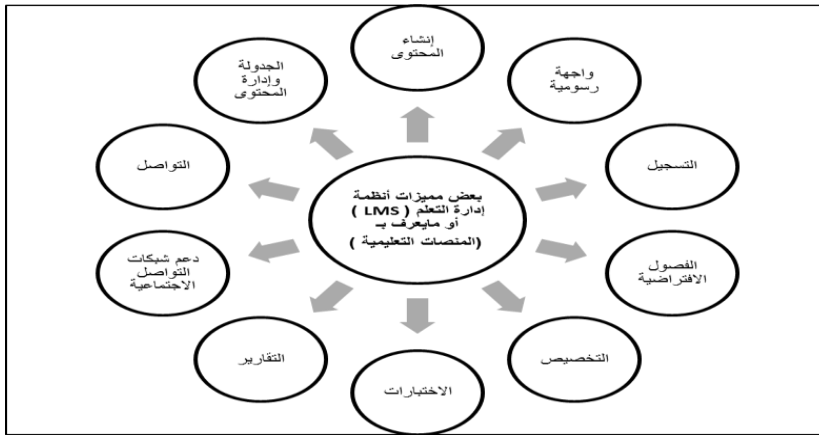 إنشاء
المحتوى
واجهة
رسومية
التسجيل
الفصول
الافتراضية
التخصيص
الاختبارات
التقارير
دعم شبكات
التواصل
الاجتماعية
التواصل
الجدولة
وإدارة
المحتوى
بعض مميزات أنظمة
إدارة التعلم ( LMS )
أو مايعرف بـ
(المنصات التعليمية )